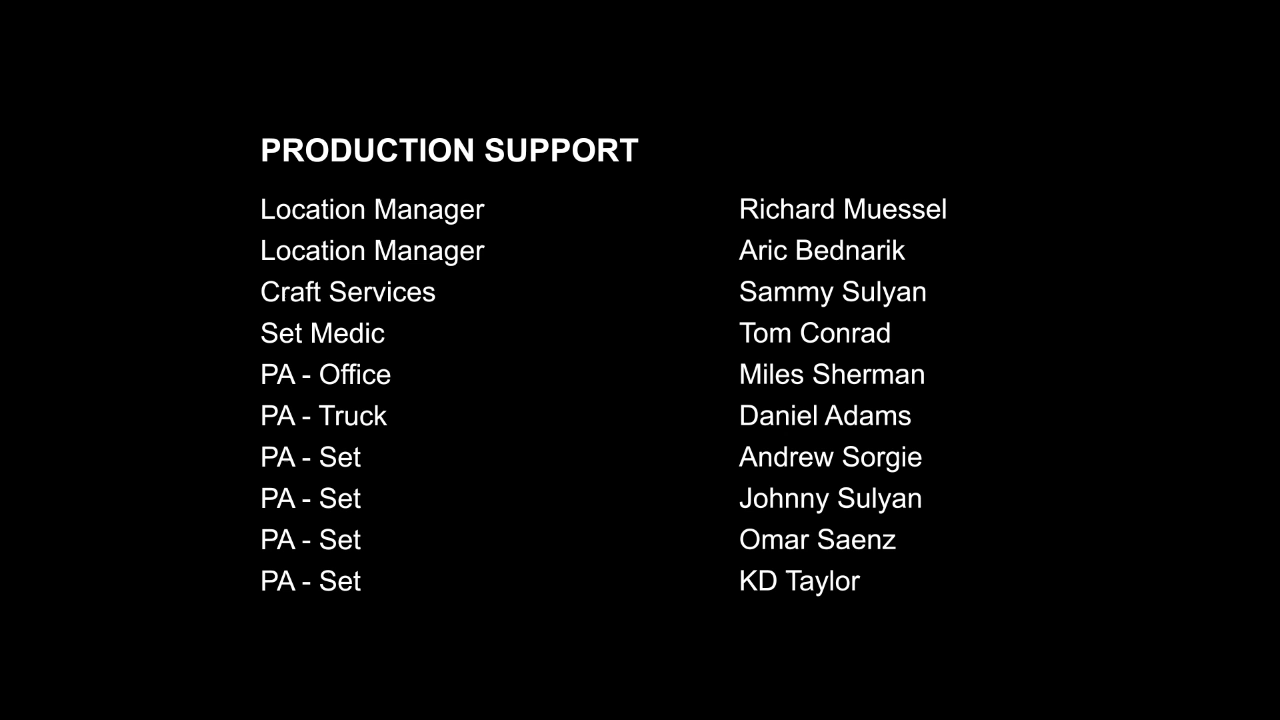 PRODUCTION SUPPORT
Location Manager Richard Muessel
Location Manager Aric Bednarik
Craft Services Sammy Sulyan
Set Medic Tom Conrad
PA - Office Miles Sherman
PA - Truck Daniel Adams
PA - Set Andrew Sorgie
PA - Set Johnny Sulyan
PA - Set Omar Saenz
PA - Set KD Taylor